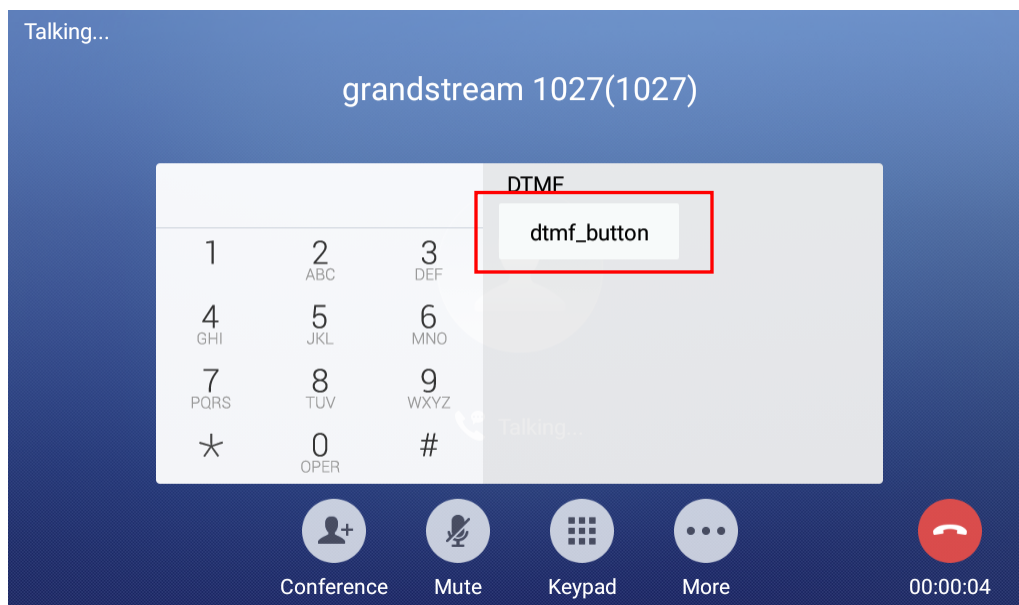 Talking...
grandstream 1027(1027)
DTMF
dtmf_button
1
2
ABC
3
DEF
4
GHI
5
JKL
6
MNO
7
PQRS
8
TUV
9
WXYZ
*
0
OPER
#
Talking...
Conference
Mute
Keypad
More
00:00:04